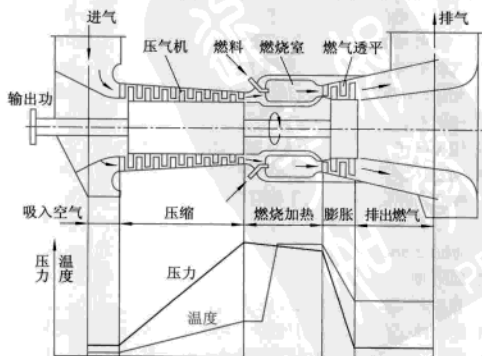 进气
排气
压气机
燃料
燃烧室
燃气透平
输出功
吸入空气
压缩
燃烧加热
膨胀
排出燃气
压力
温度
压力
温度